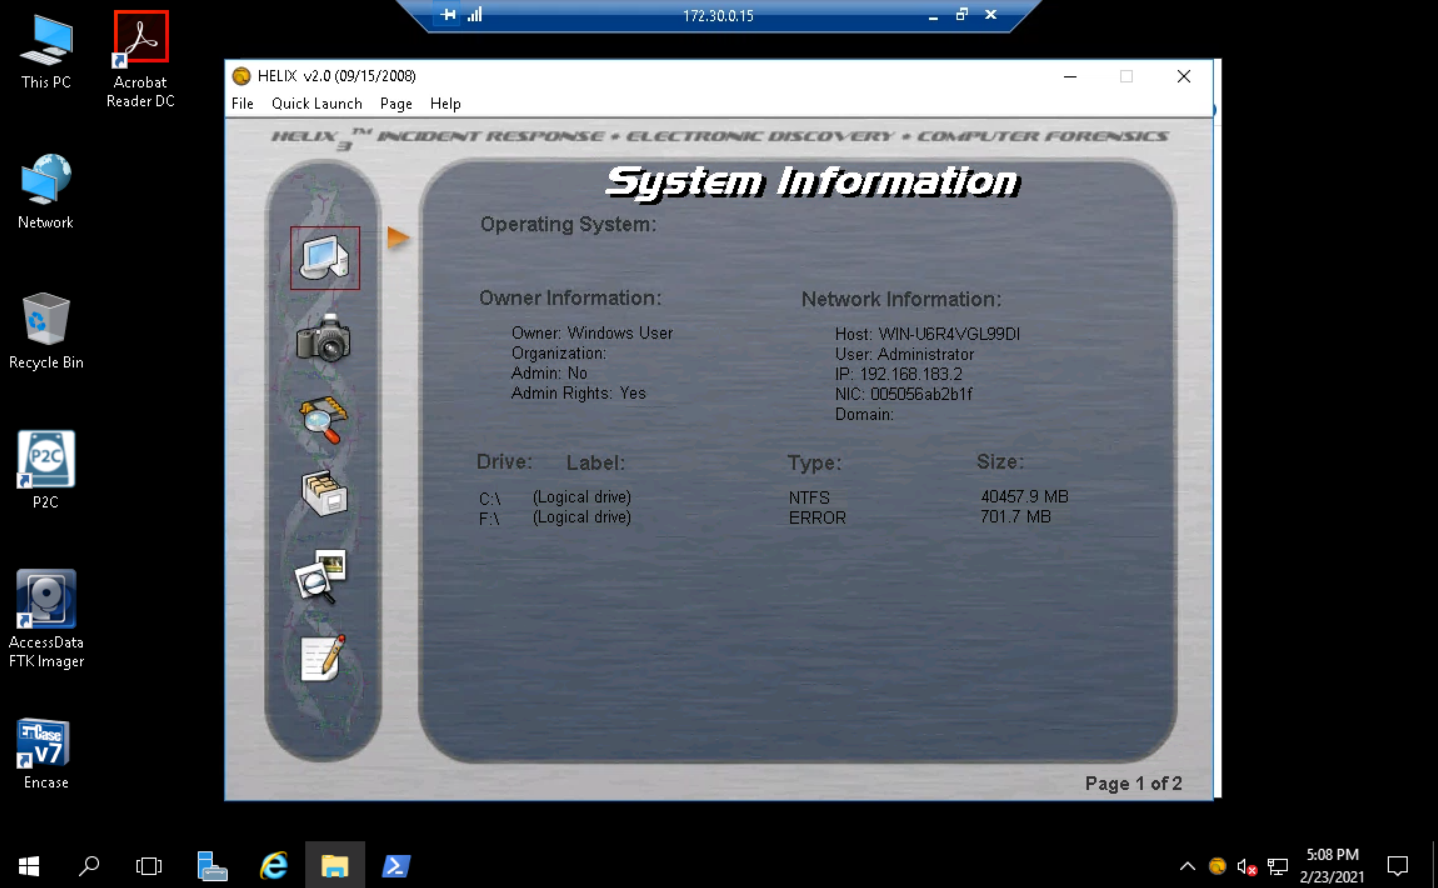 172.30.0.15
This PC
Acrobat
Reader DC
Network
Recycle Bin
P2C
P2C
AccessData
FTK Imager
EnCase
v7
Encase
HELIX v2.0 (09/15/2008)
File Quick Launch Page Help
HELIX3™ INCIDENT RESPONSE • ELECTRONIC DISCOVERY • COMPUTER FORENSICS
System Information
Operating System:
Owner Information:
Owner: Windows User
Organization:
Admin: No
Admin Rights: Yes
Network Information:
Host: WIN-U6R4VGL99DI
User: Administrator
IP: 192.168.183.2
NIC: 005056ab2b1f
Domain:
Drive: Label: Type: Size:
C:\ (Logical drive) NTFS 40457.9 MB
F:\ (Logical drive) ERROR 701.7 MB
Page 1 of 2
5:08 PM
2/23/2021